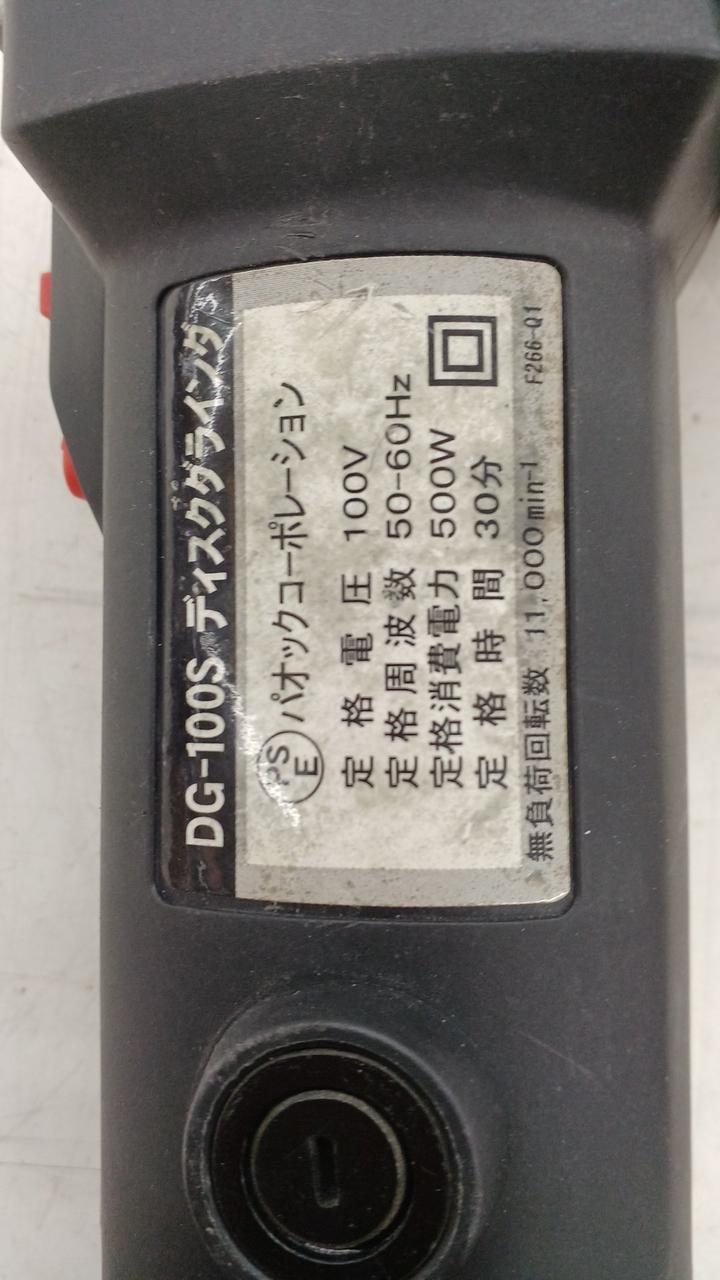 DG-100S ディスクグラインダ
PS
E
パオックコーポレーション
定格電圧 100V
定格周波数 50-60Hz
定格消費電力 500W
定格時間 30分
無負荷回転数 11,000min-1
F266-Q1